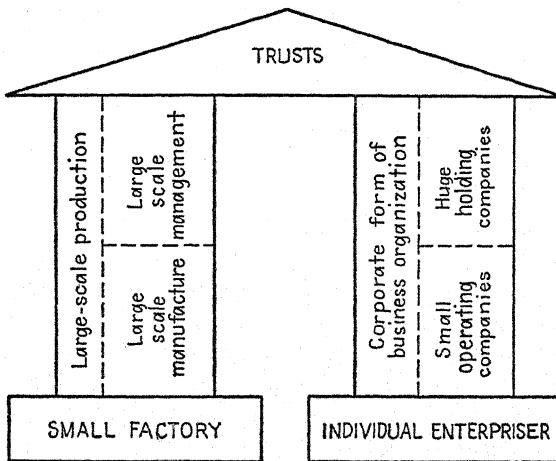 TRUSTS
Large-scale production
Large
scale
management
Large
scale
manufacture
Corporate form of
business organization
Huge
holding
companies
Small
operating
companies
SMALL FACTORY
INDIVIDUAL ENTERPRISER